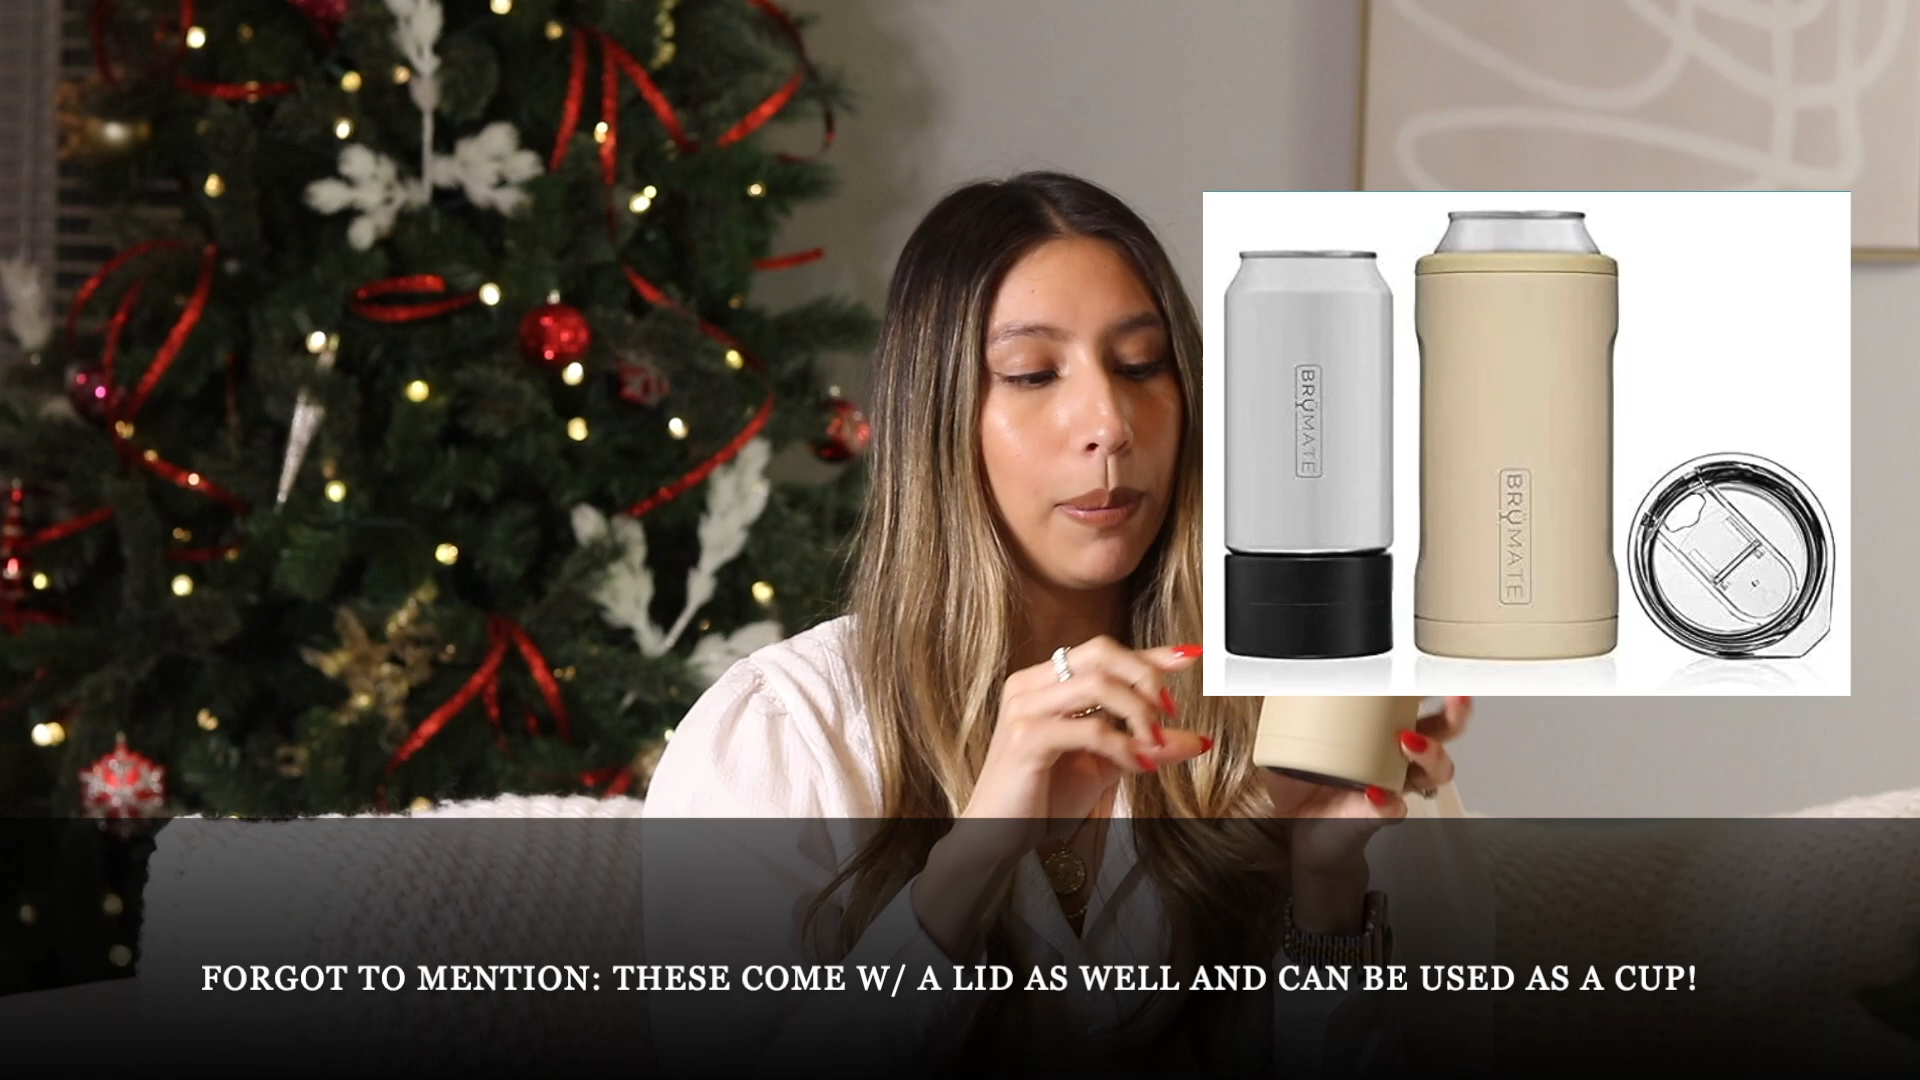 BRÜMATE
BRÜMATE
FORGOT TO MENTION: THESE COME W/ A LID AS WELL AND CAN BE USED AS A CUP!